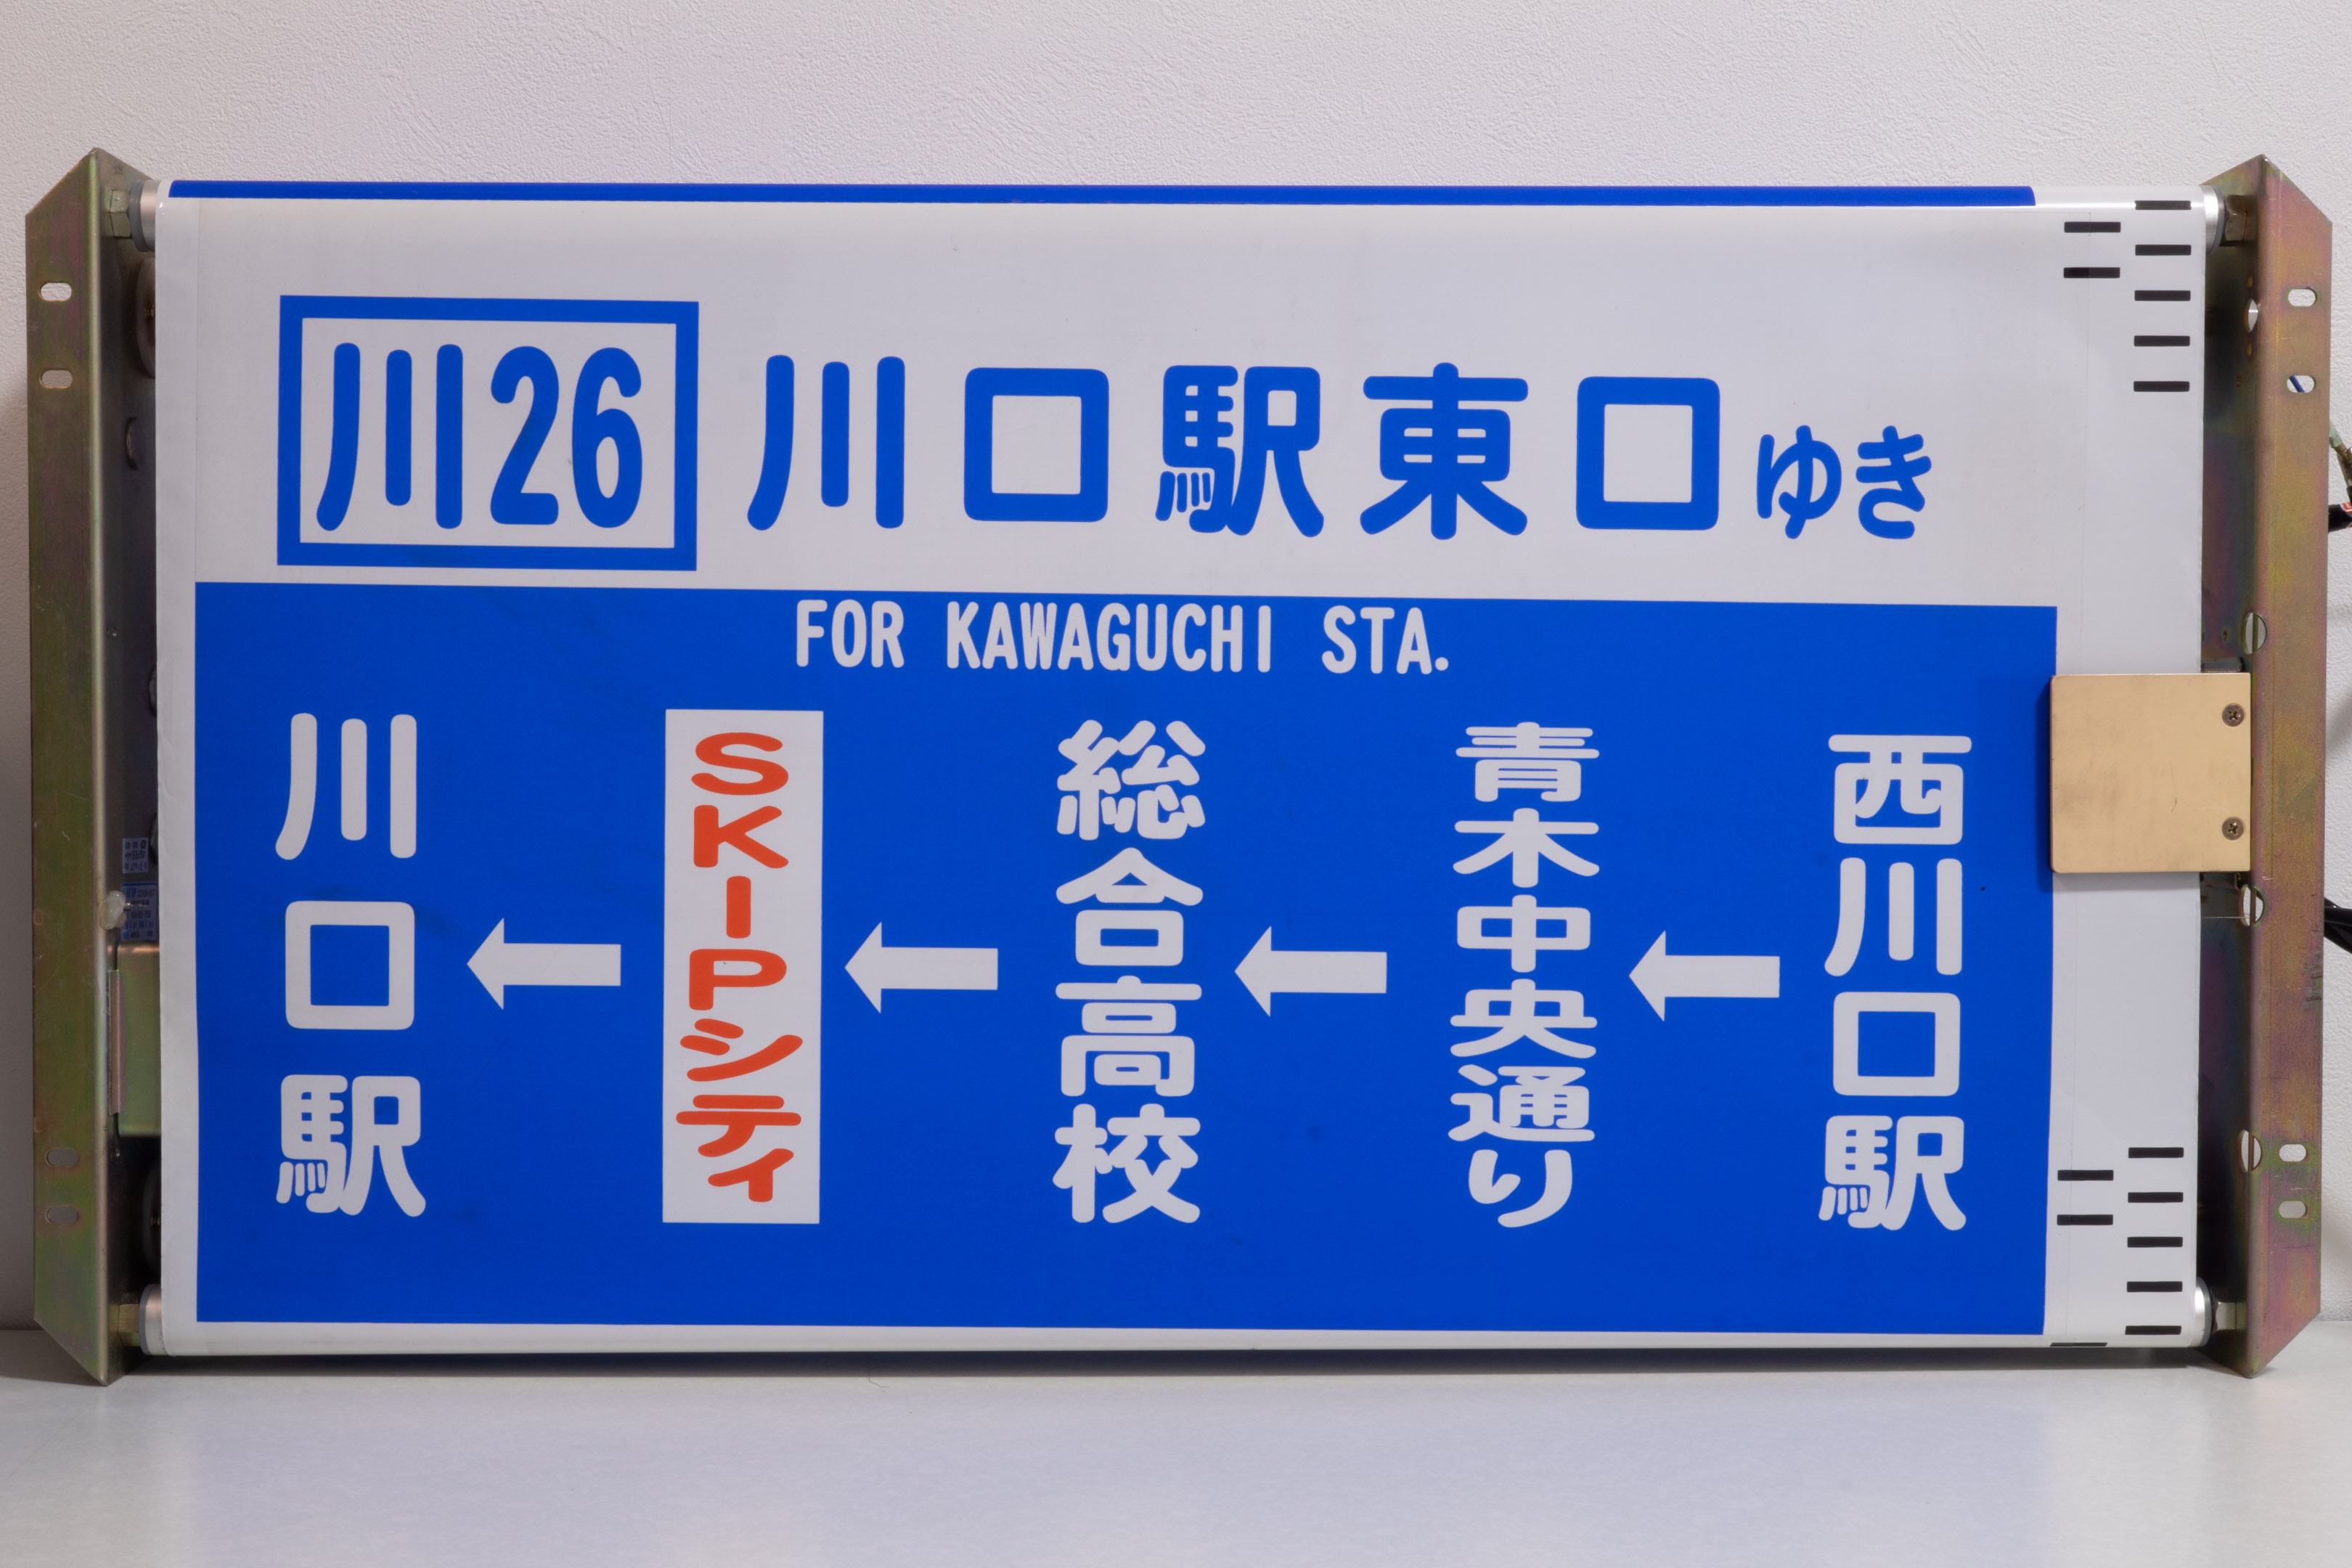 川26 川口駅東口ゆき
FOR KAWAGUCHI STA.
西川口駅
←
青木中央通り
←
総合高校
←
SKIPシティ
←
川口駅